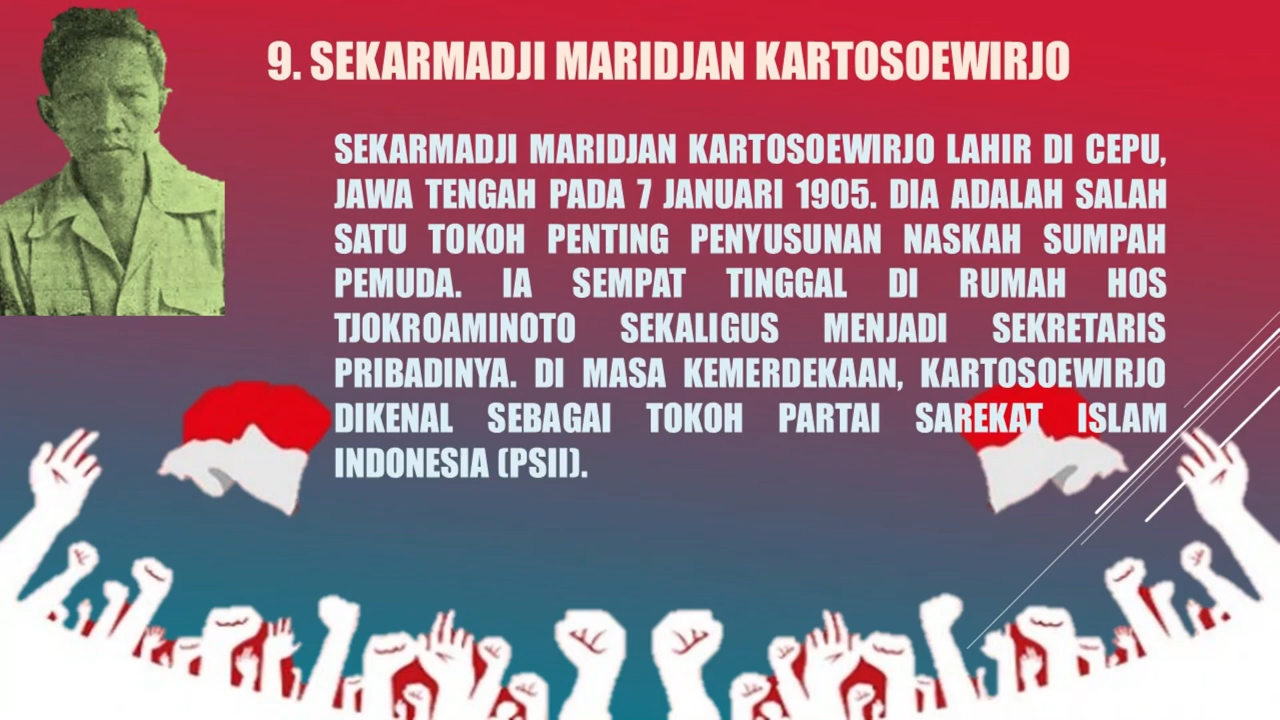 9. SEKARMADJI MARIDJAN KARTOSOEWIRJO
SEKARMADJI MARIDJAN KARTOSOEWIRJO LAHIR DI CEPU,
JAWA TENGAH PADA 7 JANUARI 1905. DIA ADALAH SALAH
SATU TOKOH PENTING PENYUSUNAN NASKAH SUMPAH
PEMUDA. IA SEMPAT TINGGAL DI RUMAH HOS
TJOKROAMINOTO SEKALIGUS MENJADI SEKRETARIS
PRIBADINYA. DI MASA KEMERDEKAAN, KARTOSOEWIRJO
DIKENAL SEBAGAI TOKOH PARTAI SAREKAT ISLAM
INDONESIA (PSII).